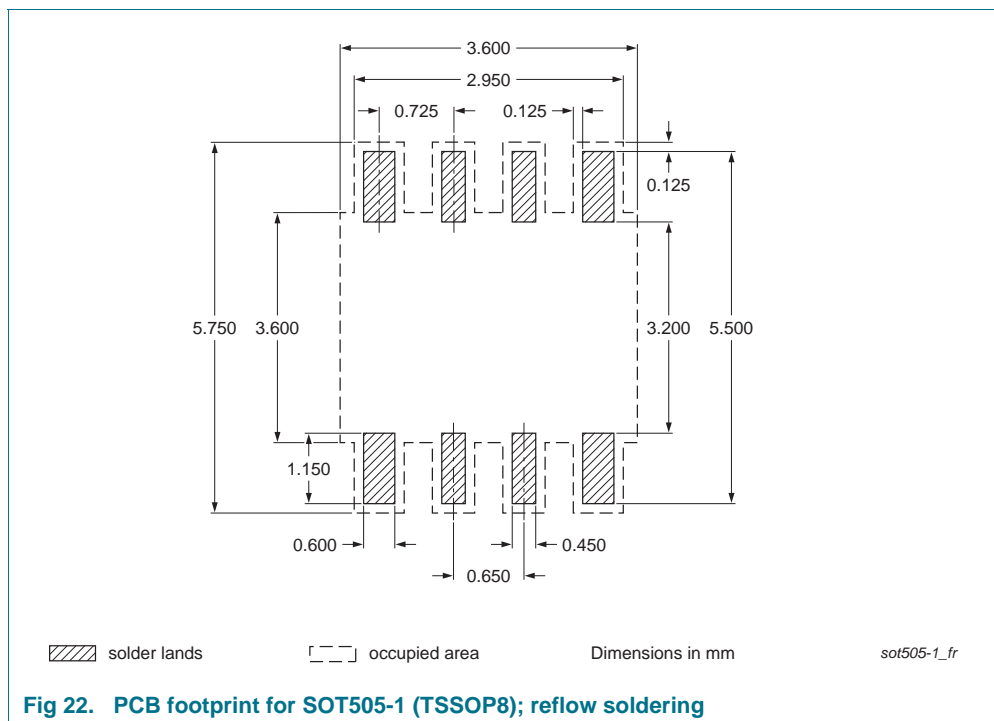 3.600
2.950
0.725
0.125
0.125
5.750
3.600
3.200
5.500
1.150
0.600
0.450
0.650
solder lands
occupied area
Dimensions in mm
sot505-1_fr
Fig 22. PCB footprint for SOT505-1 (TSSOP8); reflow soldering